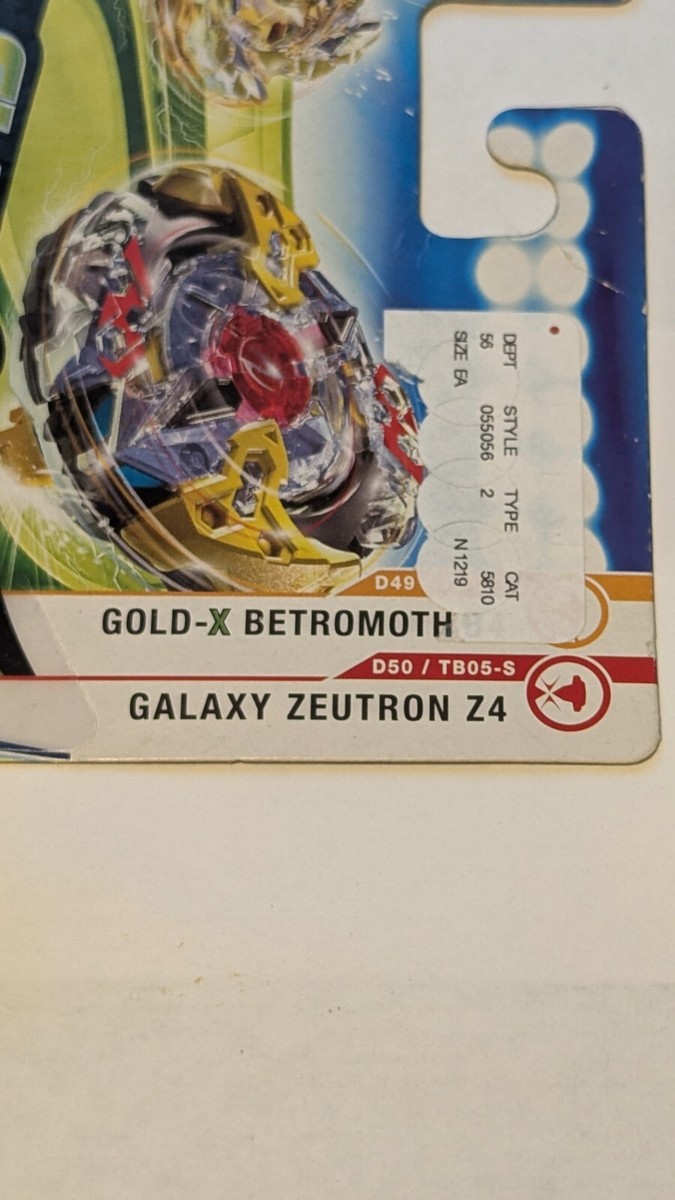 DEPT STYLE TYPE CAT
56 055056 2 5810
SIZE EA N1219
D49
GOLD-X BETROMOTH
D50 / TB05-S
GALAXY ZEUTRON Z4